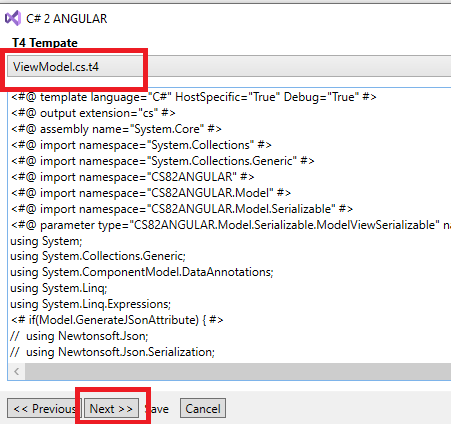 C# 2 ANGULAR
T4 Tempate
ViewModel.cs.t4
<#@ template language="C#" HostSpecific="True" Debug="True" #>
<#@ output extension="cs" #>
<#@ assembly name="System.Core" #>
<#@ import namespace="System.Collections" #>
<#@ import namespace="System.Collections.Generic" #>
<#@ import namespace="CS82ANGULAR" #>
<#@ import namespace="CS82ANGULAR.Model" #>
<#@ import namespace="CS82ANGULAR.Model.Serializable" #>
<#@ parameter type="CS82ANGULAR.Model.Serializable.ModelViewSerializable" na
using System;
using System.Collections.Generic;
using System.ComponentModel.DataAnnotations;
using System.Linq;
using System.Linq.Expressions;
<# if(Model.GenerateJSonAttribute) { #>
//  using Newtonsoft.Json;
//  using Newtonsoft.Json.Serialization;
<< Previous Next >> Save Cancel